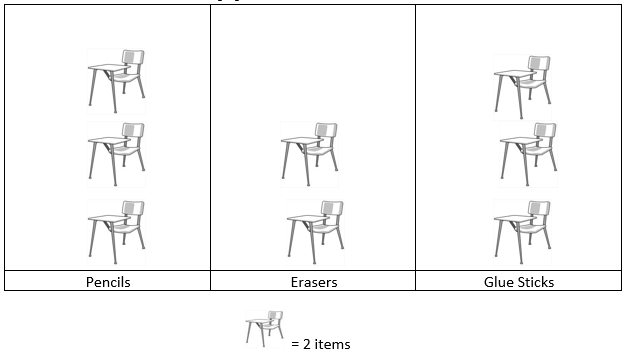 Pencils
Erasers
Glue Sticks
= 2 items